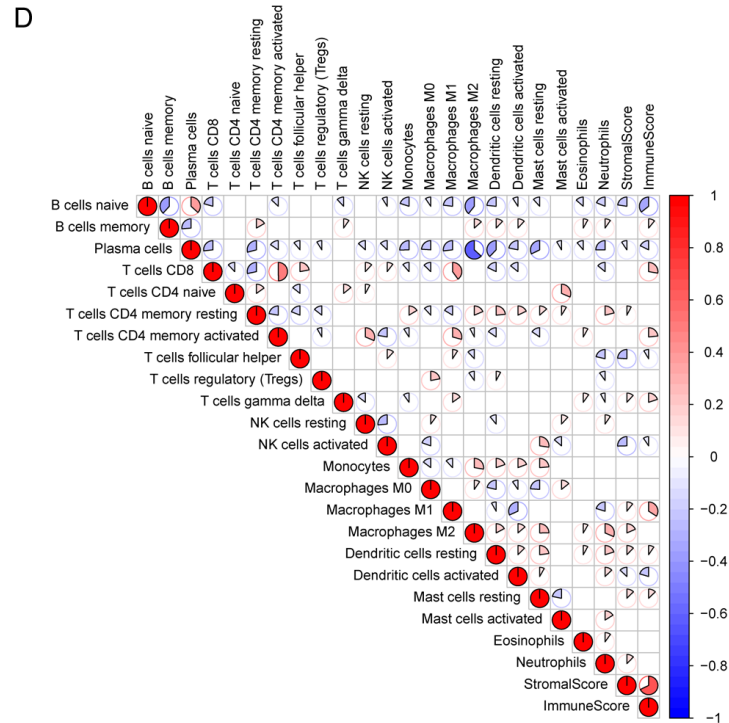 D
B cells naive
B cells memory
Plasma cells
T cells CD8
T cells CD4 naive
T cells CD4 memory resting
T cells CD4 memory activated
T cells follicular helper
T cells regulatory (Tregs)
T cells gamma delta
NK cells resting
NK cells activated
Monocytes
Macrophages M0
Macrophages M1
Macrophages M2
Dendritic cells resting
Dendritic cells activated
Mast cells resting
Mast cells activated
Eosinophils
Neutrophils
StromalScore
ImmuneScore
B cells naive
B cells memory
Plasma cells
T cells CD8
T cells CD4 naive
T cells CD4 memory resting
T cells CD4 memory activated
T cells follicular helper
T cells regulatory (Tregs)
T cells gamma delta
NK cells resting
NK cells activated
Monocytes
Macrophages M0
Macrophages M1
Macrophages M2
Dendritic cells resting
Dendritic cells activated
Mast cells resting
Mast cells activated
Eosinophils
Neutrophils
StromalScore
ImmuneScore
1
0.8
0.6
0.4
0.2
0
−0.2
−0.4
−0.6
−0.8
−1